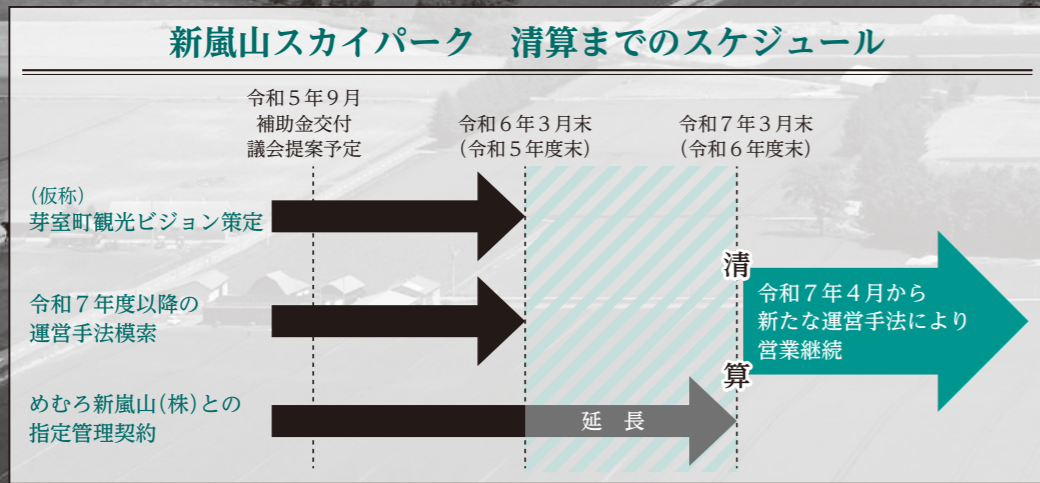 新嵐山スカイパーク　清算までのスケジュール
令和５年９月
補助金交付
議会提案予定
令和６年３月末
（令和５年度末）
令和７年３月末
（令和６年度末）
（仮称）
芽室町観光ビジョン策定
令和７年度以降の
運営手法模索
めむろ新嵐山(株)との
指定管理契約
延　長
清
算
令和７年４月から
新たな運営手法により
営業継続